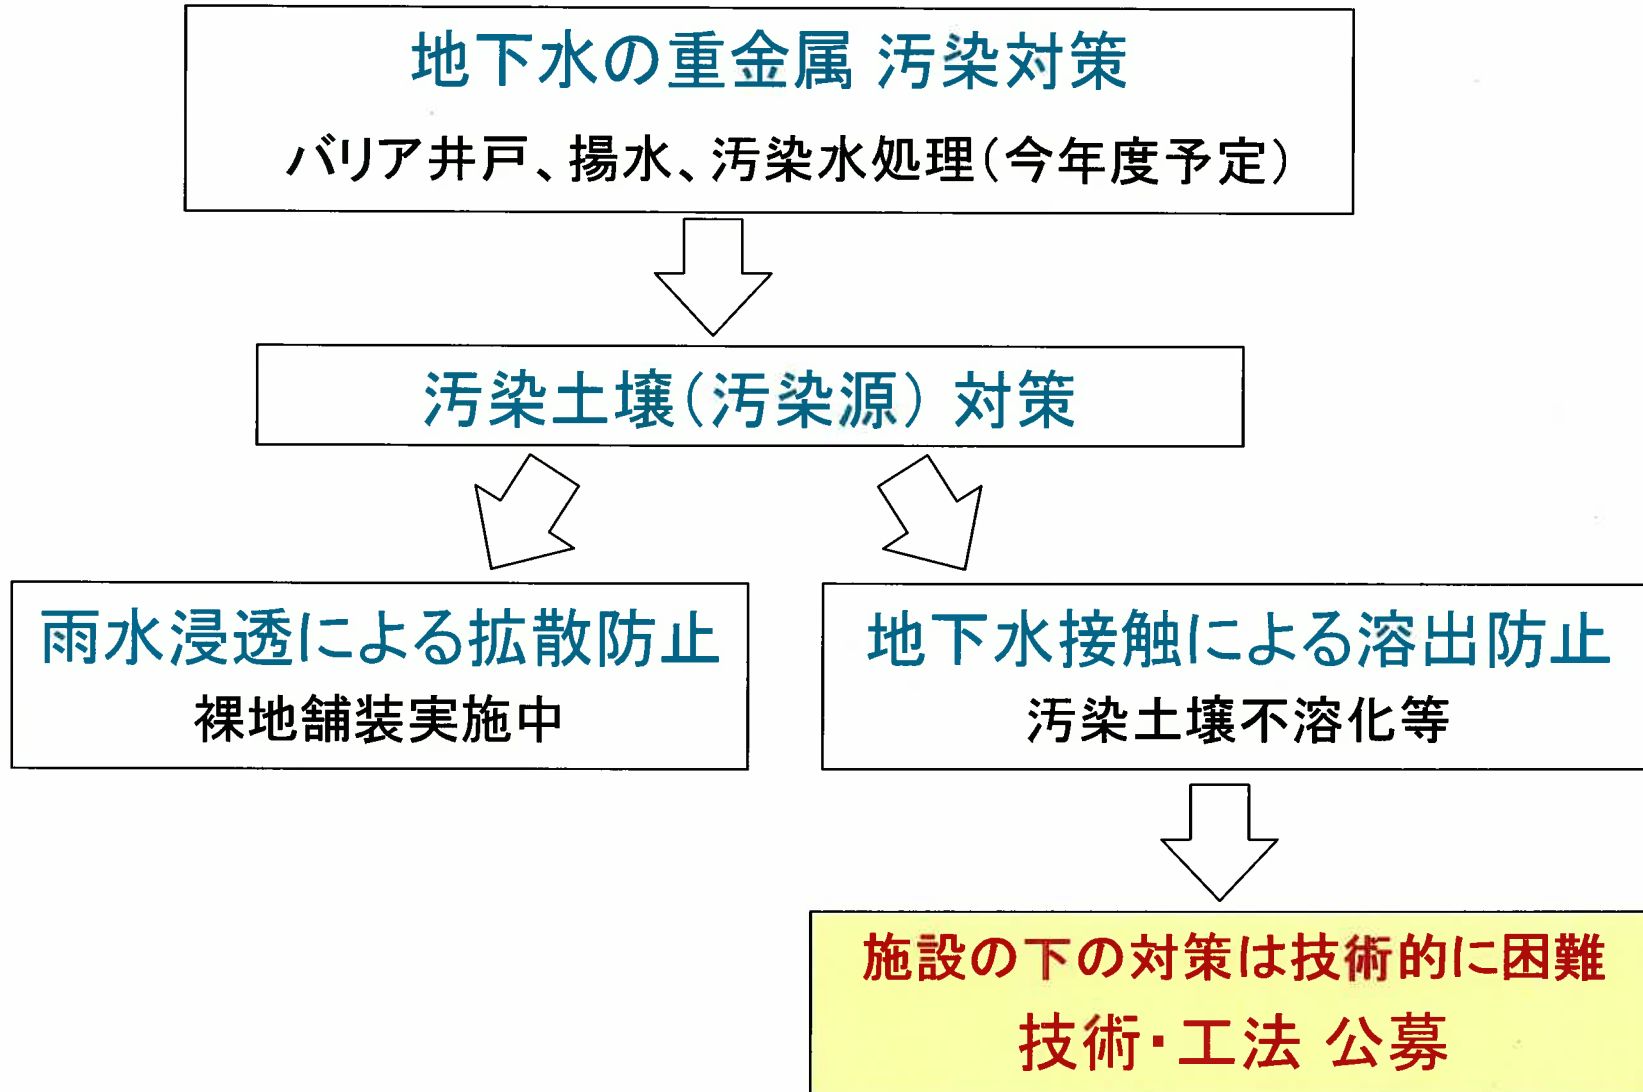 地下水の重金属 汚染対策
バリア井戸、揚水、汚染水処理(今年度予定)
汚染土壌(汚染源) 対策
雨水浸透による拡散防止
裸地舗装実施中
地下水接触による溶出防止
汚染土壌不溶化等
施設の下の対策は技術的に困難
技術・工法 公募